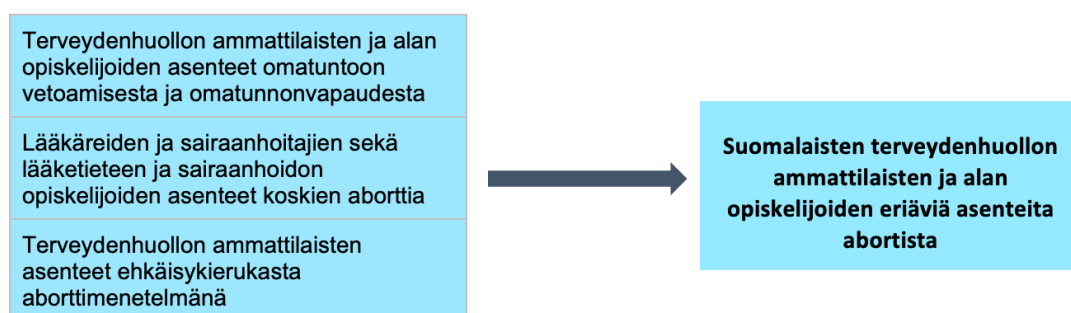 Terveydenhuollon ammattilaisten ja alan
opiskelijoiden asenteet omatuntoon
vetoamisesta ja omatunnonvapaudesta
Lääkäreiden ja sairaanhoitajien sekä
lääketieteen ja sairaanhoidon
opiskelijoiden asenteet koskien aborttia
Terveydenhuollon ammattilaisten
asenteet ehkäisykierukasta
aborttimenetelmänä
Suomalaisten terveydenhuollon
ammattilaisten ja alan
opiskelijoiden eriäviä asenteita
abortista